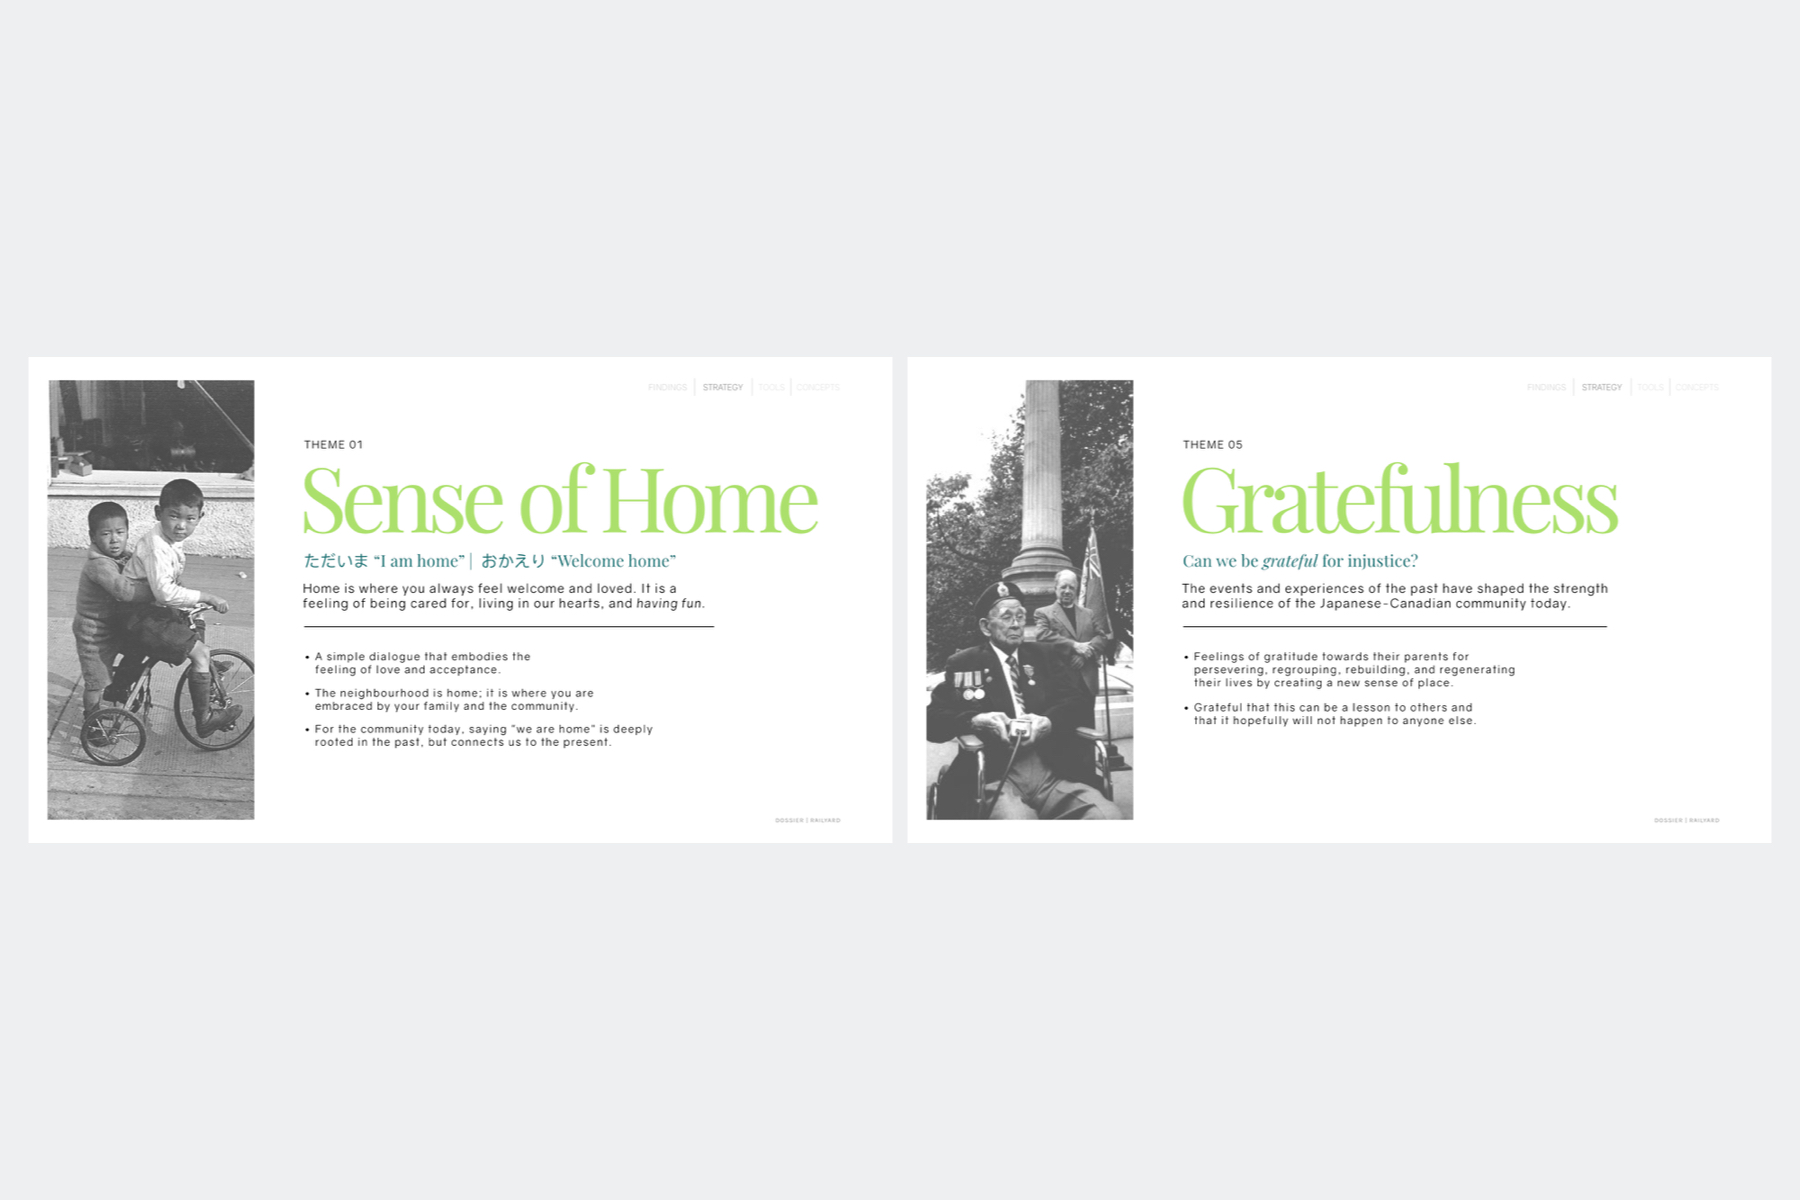 FINDINGS | STRATEGY | TOOLS | CONCEPTS
THEME 01
Sense of Home
ただいま “I am home” | おかえり “Welcome home”
Home is where you always feel welcome and loved. It is a
feeling of being cared for, living in our hearts, and having fun.
• A simple dialogue that embodies the
feeling of love and acceptance.
• The neighbourhood is home; it is where you are
embraced by your family and the community.
• For the community today, saying "we are home" is deeply
rooted in the past, but connects us to the present.
DOSSIER | RAILYARD
FINDINGS | STRATEGY | TOOLS | CONCEPTS
THEME 05
Gratefulness
Can we be grateful for injustice?
The events and experiences of the past have shaped the strength
and resilience of the Japanese-Canadian community today.
• Feelings of gratitude towards their parents for
persevering, regrouping, rebuilding, and regenerating
their lives by creating a new sense of place.
• Grateful that this can be a lesson to others and
that it hopefully will not happen to anyone else.
DOSSIER | RAILYARD